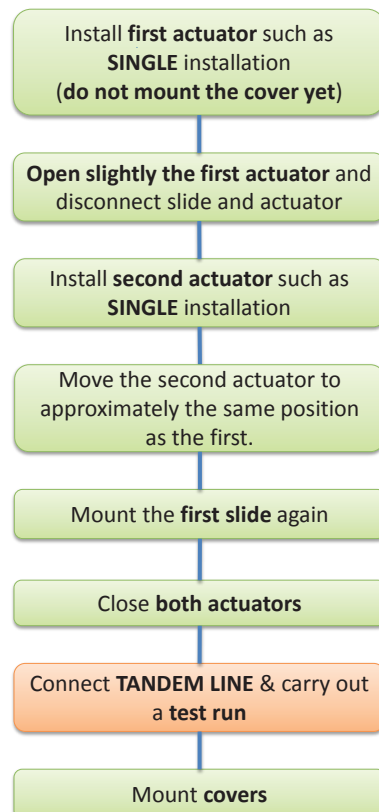 Install first actuator such as
SINGLE installation
(do not mount the cover yet)
Open slightly the first actuator and
disconnect slide and actuator
Install second actuator such as
SINGLE installation
Move the second actuator to
approximately the same position
as the first.
Mount the first slide again
Close both actuators
Connect TANDEM LINE & carry out
a test run
Mount covers